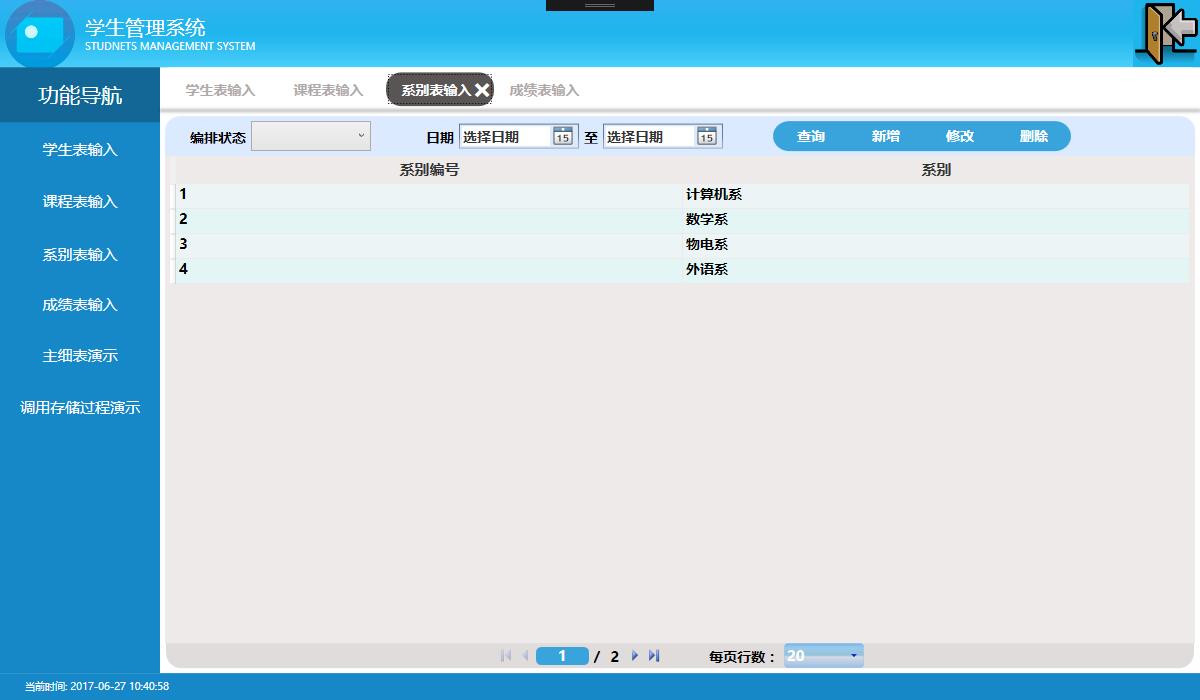 学生管理系统
STUDNETS MANAGEMENT SYSTEM
功能导航
学生表输入
课程表输入
系别表输入
成绩表输入
主细表演示
调用存储过程演示
学生表输入 课程表输入 系别表输入 成绩表输入
编排状态 日期 选择日期 15 至 选择日期 15 查询 新增 修改 删除
系别编号 系别
1 计算机系
2 数学系
3 物电系
4 外语系
1 / 2 每页行数： 20
当前时间: 2017-06-27 10:40:58